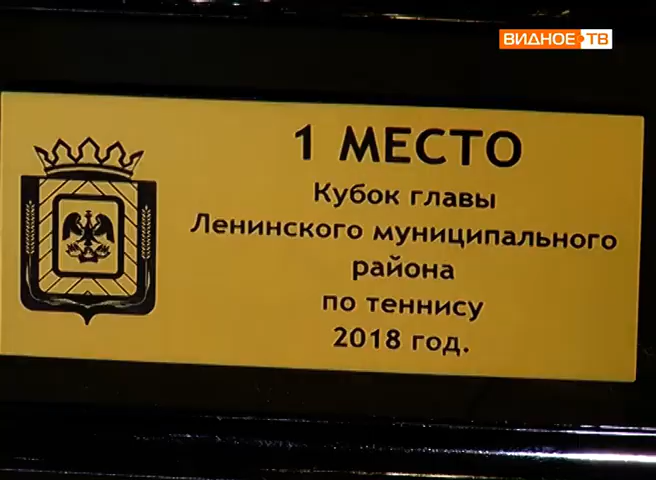 ВИДНОЕ ТВ
1 МЕСТО
Кубок главы
Ленинского муниципального
района
по теннису
2018 год.